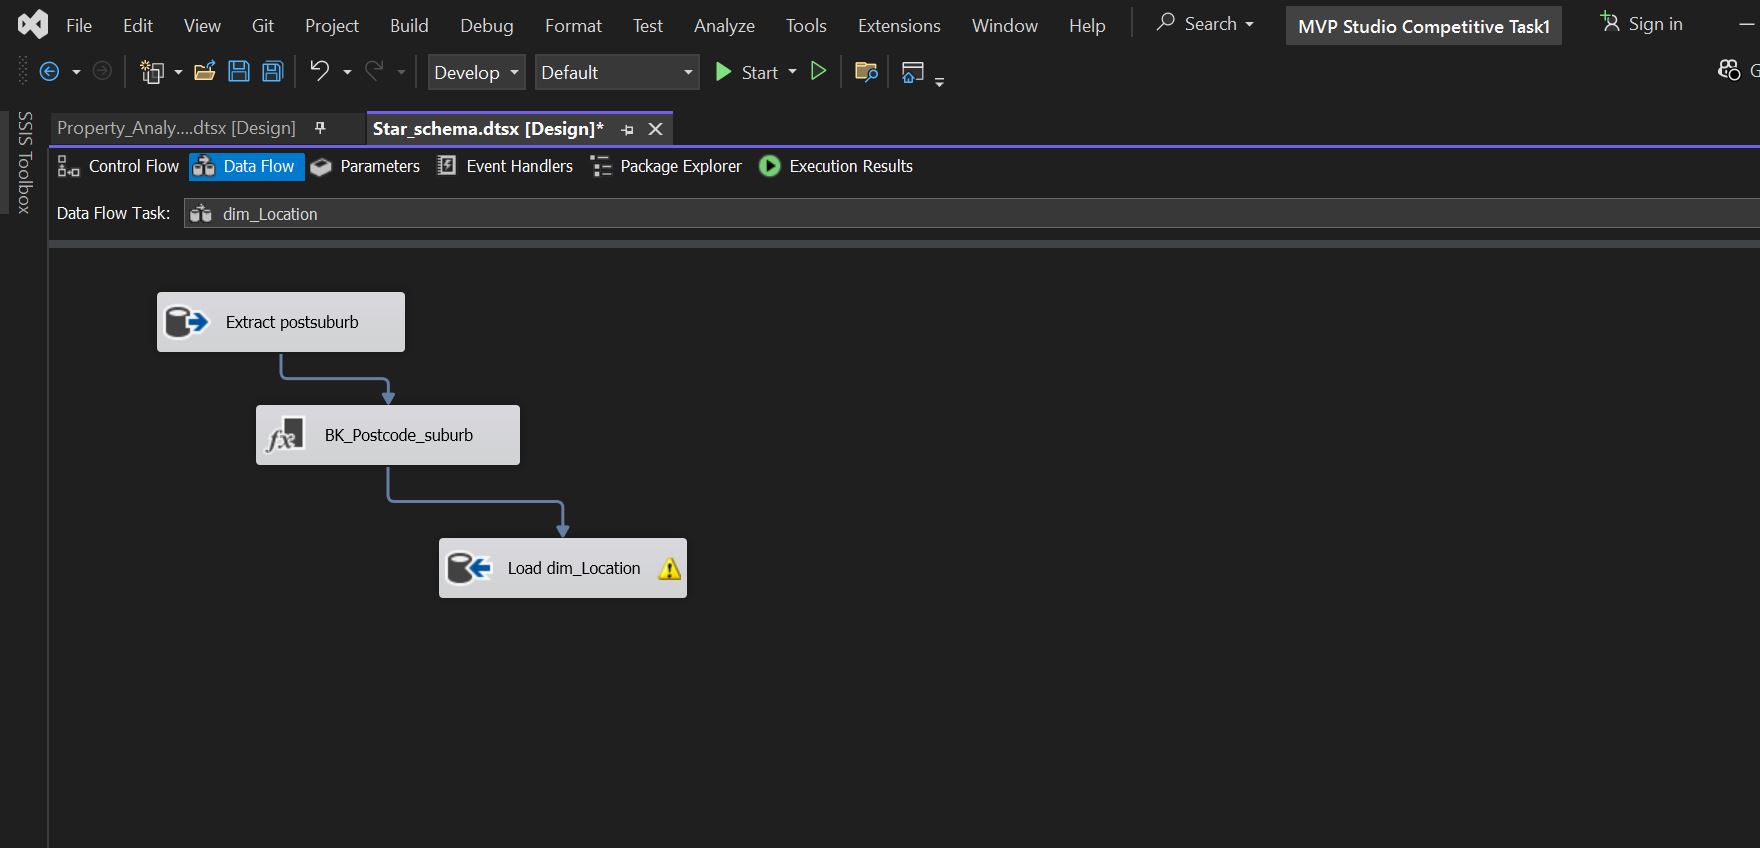 File Edit View Git Project Build Debug Format Test Analyze Tools Extensions Window Help Search MVP Studio Competitive Task1 Sign in
Develop Default Start G
SSIS Toolbox
Property_Analy....dtsx [Design] Star_schema.dtsx [Design]*
Control Flow Data Flow Parameters Event Handlers Package Explorer Execution Results
Data Flow Task: dim_Location
Extract postsuburb
fx BK_Postcode_suburb
Load dim_Location